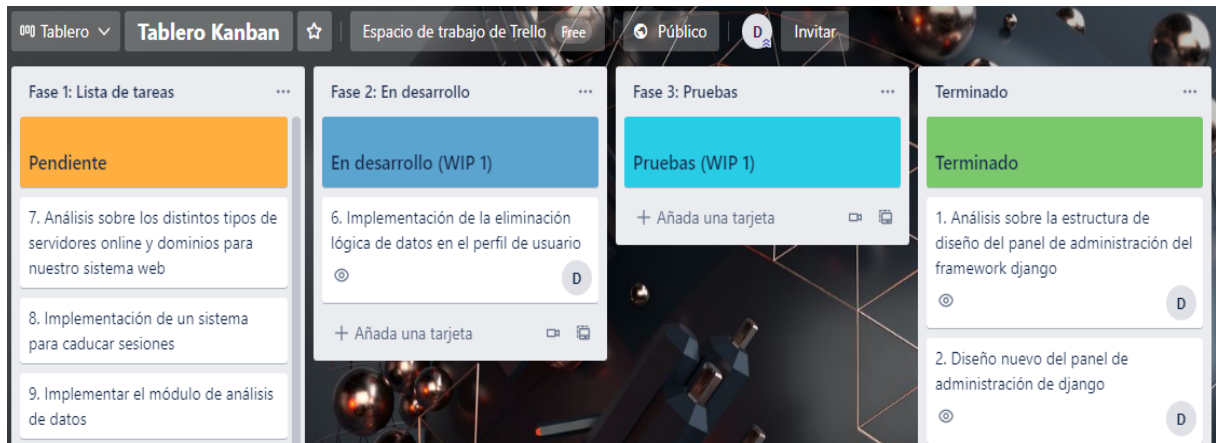 Tablero
Tablero Kanban
Espacio de trabajo de Trello Free
Público
D
Invitar
Fase 1: Lista de tareas
Pendiente
7. Análisis sobre los distintos tipos de
servidores online y dominios para
nuestro sistema web
8. Implementación de un sistema
para caducar sesiones
9. Implementar el módulo de análisis
de datos
Fase 2: En desarrollo
En desarrollo (WIP 1)
6. Implementación de la eliminación
lógica de datos en el perfil de usuario
D
+ Añada una tarjeta
Fase 3: Pruebas
Pruebas (WIP 1)
+ Añada una tarjeta
Terminado
Terminado
1. Análisis sobre la estructura de
diseño del panel de administración del
framework django
D
2. Diseño nuevo del panel de
administración de django
D